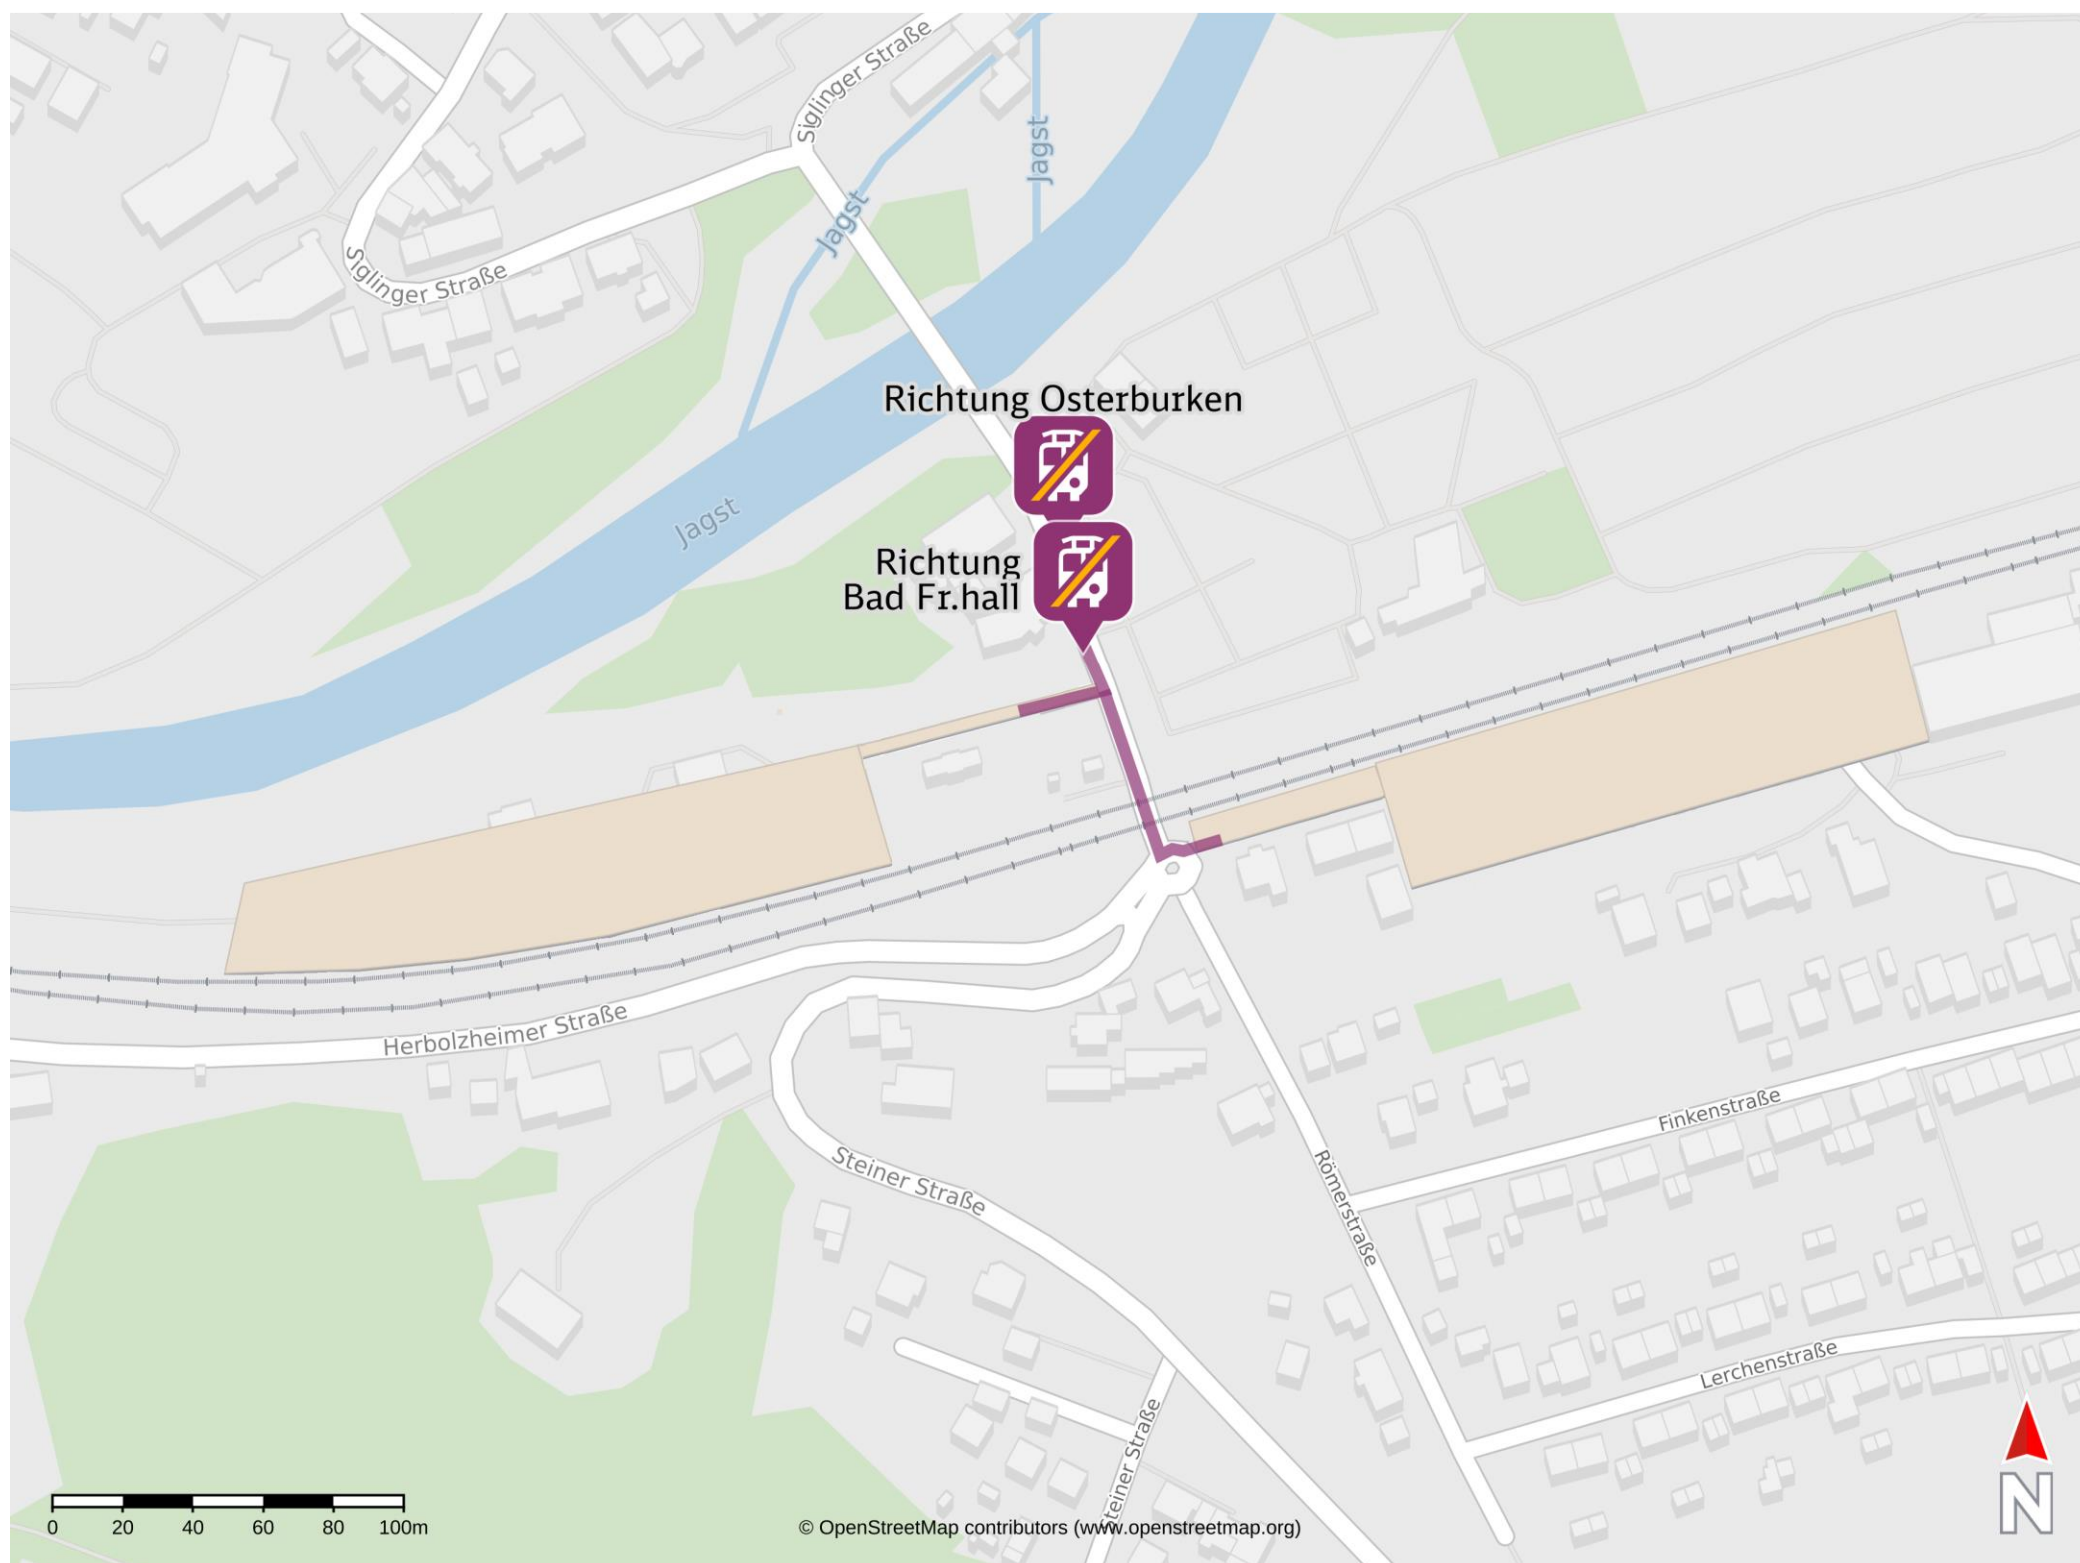 Siglinger Straße
Jagst
Jagst
Siglinger Straße
Richtung Osterburken
Jagst
Richtung
Bad Fr.hall
Herbolzheimer Straße
Finkenstraße
Steiner Straße
Römerstraße
Lerchenstraße
Steiner Straße
N
0 20 40 60 80 100m
© OpenStreetMap contributors (www.openstreetmap.org)